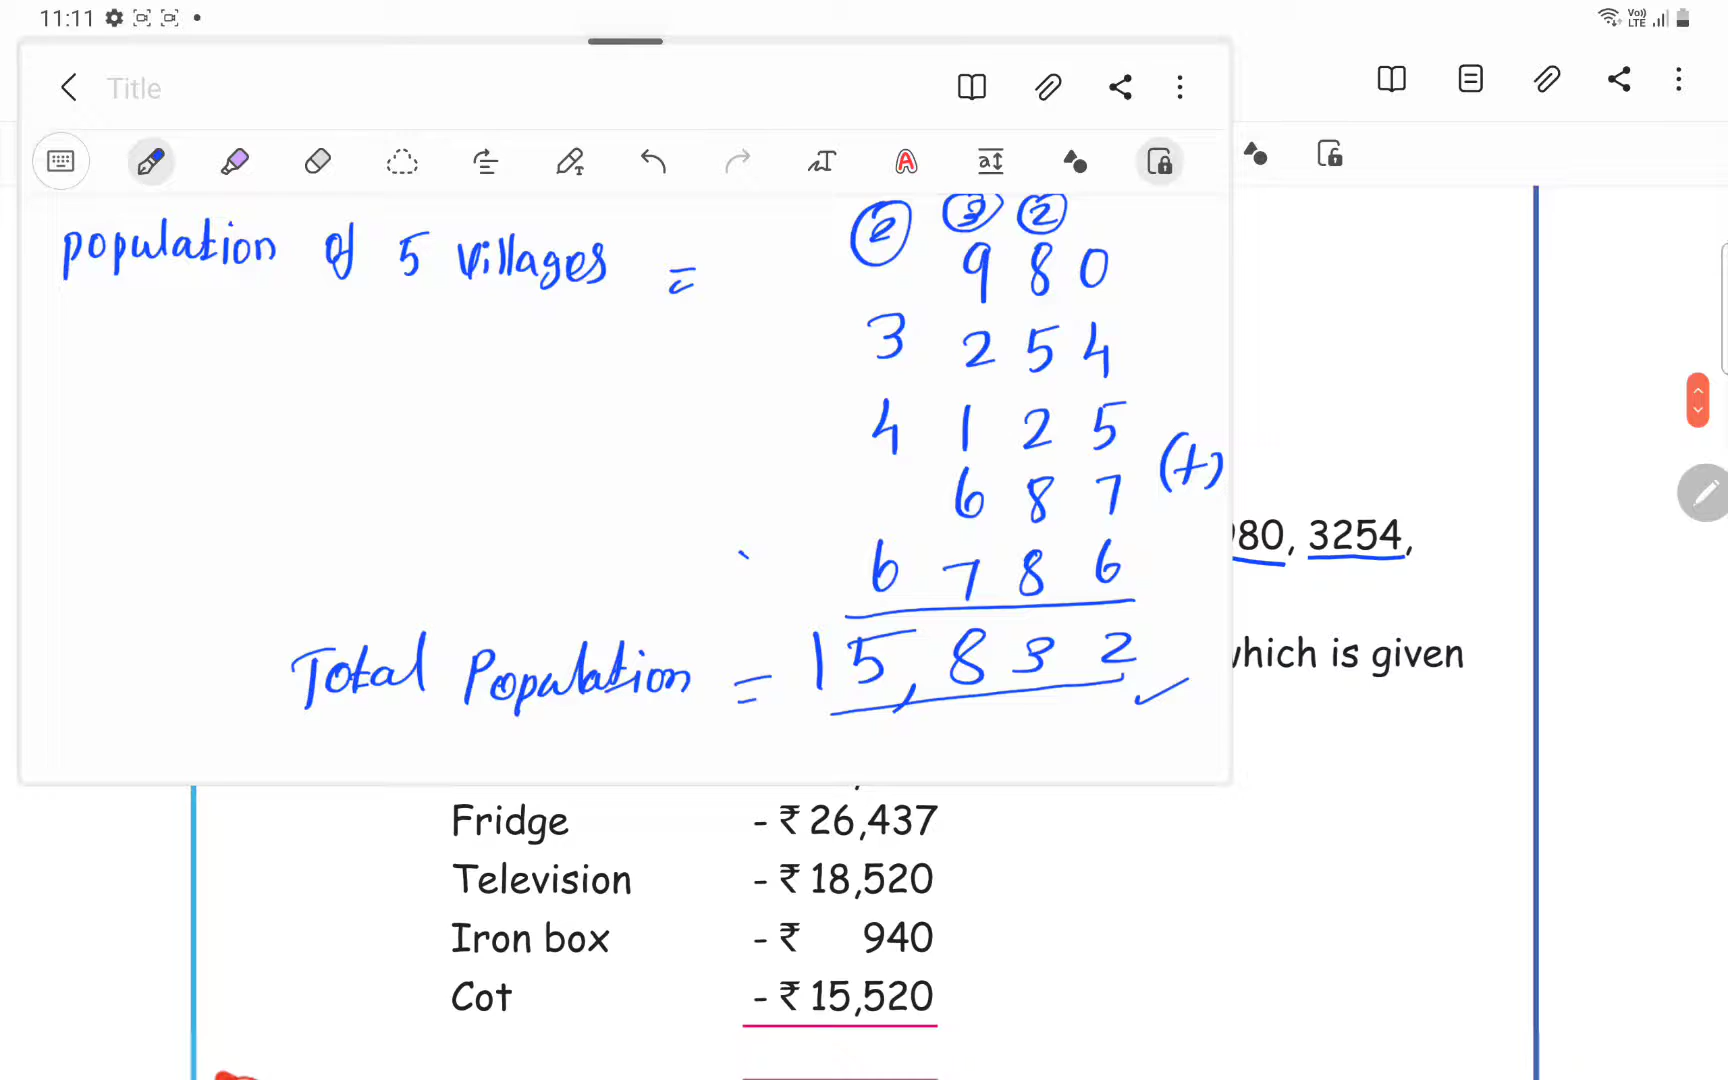 11:11
Vo)) LTE
Title
② ③ ②
population of 5 Villages = 9 8 0
3 2 5 4
4 1 2 5 (+)
6 8 7
6 7 8 6
Total Population = 15,832
80, 3254,
which is given
Fridge - ₹ 26,437
Television - ₹ 18,520
Iron box - ₹ 940
Cot - ₹ 15,520